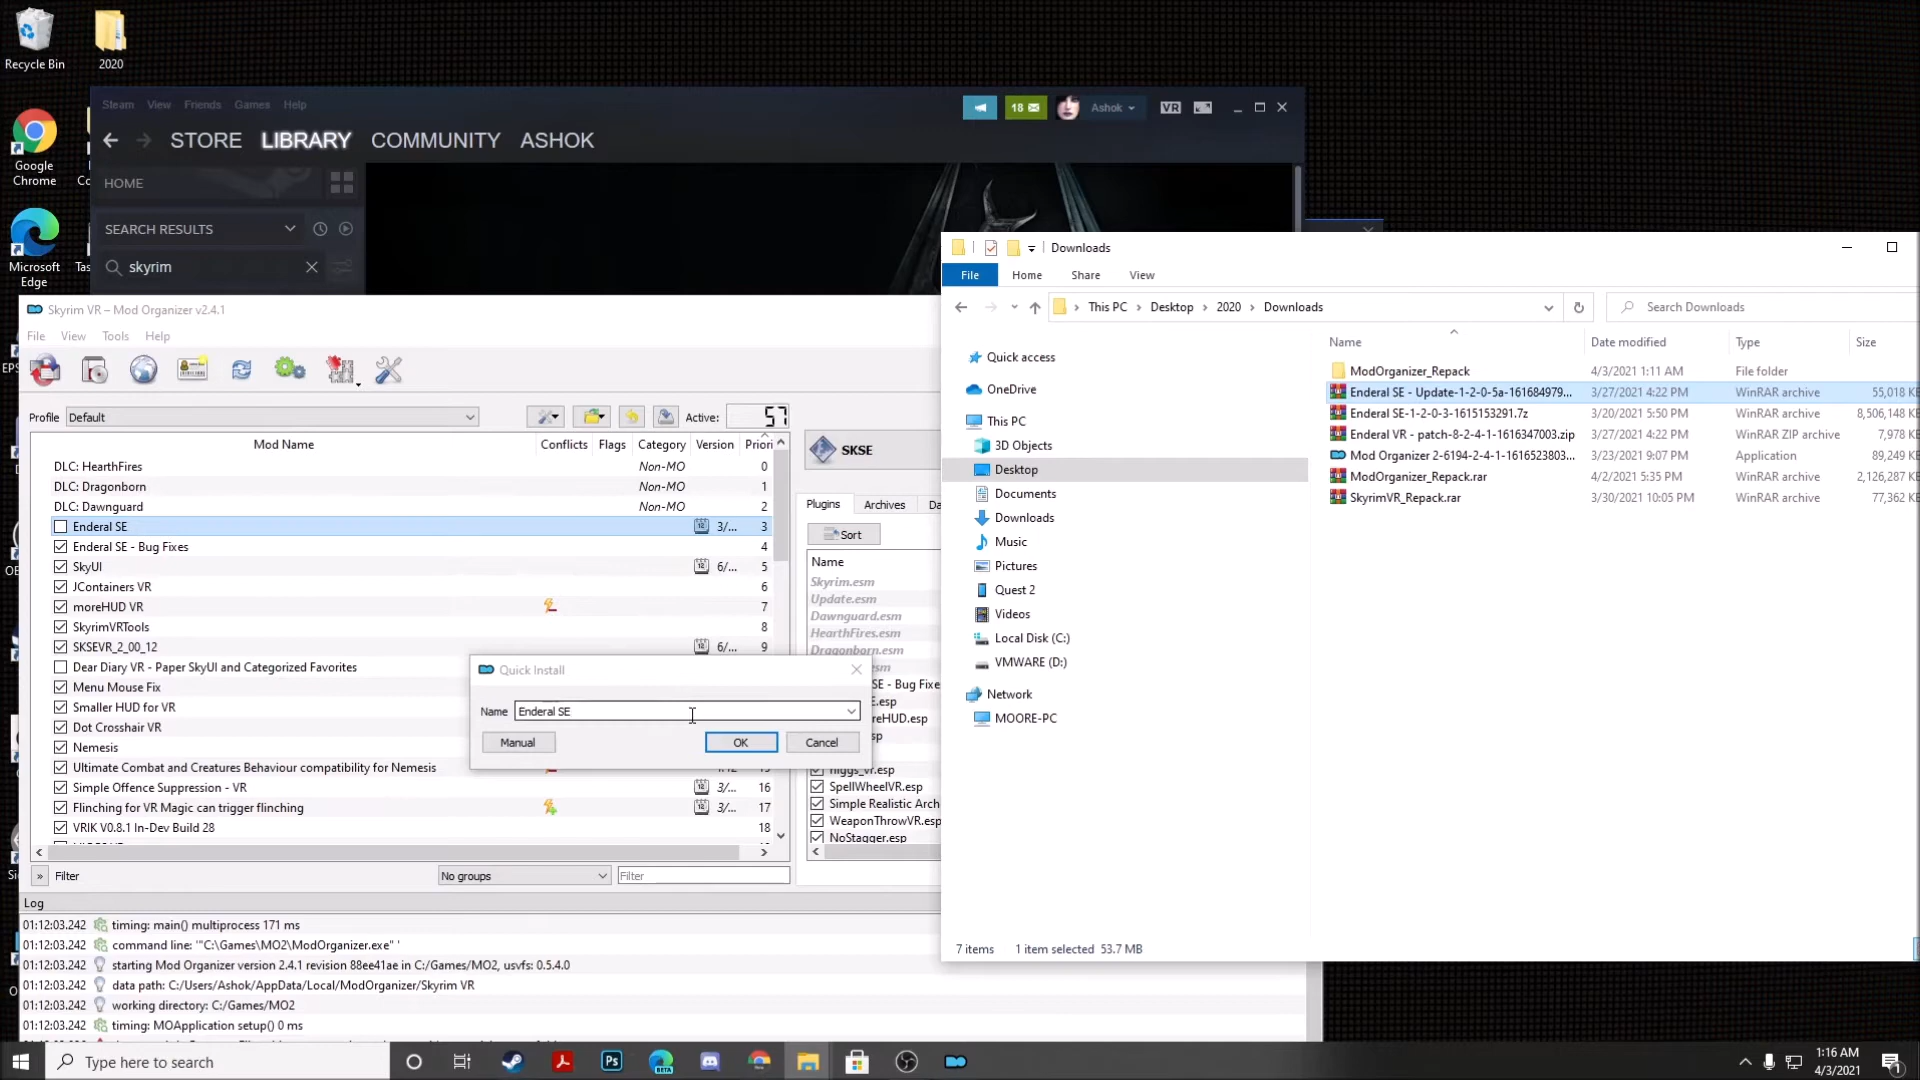 Recycle Bin
2020
Google Chrome
Microsoft Edge
Steam View Friends Games Help
18
Ashok
VR
STORE LIBRARY COMMUNITY ASHOK
HOME
SEARCH RESULTS
skyrim
Skyrim VR – Mod Organizer v2.4.1
File View Tools Help
Profile Default
Active: 57
Mod Name Conflicts Flags Category Version Priori
DLC: HearthFires Non-MO 0
DLC: Dragonborn Non-MO 1
DLC: Dawnguard Non-MO 2
Enderal SE 3/... 3
Enderal SE - Bug Fixes 4
SkyUI 6/... 5
JContainers VR 6
moreHUD VR 7
SkyrimVRTools 8
SKSEVR_2_00_12 6/... 9
Dear Diary VR - Paper SkyUI and Categorized Favorites
Menu Mouse Fix
Smaller HUD for VR
Dot Crosshair VR
Nemesis
Ultimate Combat and Creatures Behaviour compatibility for Nemesis
Simple Offence Suppression - VR 3/... 16
Flinching for VR Magic can trigger flinching 3/... 17
VRIK V0.8.1 In-Dev Build 28 18
Filter
No groups
Filter
SKSE
Plugins Archives Da
Sort
Name
Skyrim.esm
Update.esm
Dawnguard.esm
HearthFires.esm
Dragonborn.esm
SE - Bug Fixe
reHUD.esp
higgs_vr.esp
SpellWheelVR.esp
Simple Realistic Arch
WeaponThrowVR.esp
NoStagger.esp
Quick Install
Name Enderal SE
Manual
OK
Cancel
Log
01:12:03.242 timing: main() multiprocess 171 ms
01:12:03.242 command line: '"C:\Games\MO2\ModOrganizer.exe" '
01:12:03.242 starting Mod Organizer version 2.4.1 revision 88ee41ae in C:/Games/MO2, usvfs: 0.5.4.0
01:12:03.242 data path: C:/Users/Ashok/AppData/Local/ModOrganizer/Skyrim VR
01:12:03.242 working directory: C:/Games/MO2
01:12:03.242 timing: MOApplication setup() 0 ms
Downloads
File Home Share View
This PC Desktop 2020 Downloads
Search Downloads
Quick access
OneDrive
This PC
3D Objects
Desktop
Documents
Downloads
Music
Pictures
Quest 2
Videos
Local Disk (C:)
VMWARE (D:)
Network
MOORE-PC
Name Date modified Type Size
ModOrganizer_Repack 4/3/2021 1:11 AM File folder
Enderal SE - Update-1-2-0-5a-161684979... 3/27/2021 4:22 PM WinRAR archive 55,018 KE
Enderal SE-1-2-0-3-1615153291.7z 3/20/2021 5:50 PM WinRAR archive 8,506,148 KE
Enderal VR - patch-8-2-4-1-1616347003.zip 3/27/2021 4:22 PM WinRAR ZIP archive 7,978 KE
Mod Organizer 2-6194-2-4-1-1616523803... 3/23/2021 9:07 PM Application 89,249 KE
ModOrganizer_Repack.rar 4/2/2021 5:35 PM WinRAR archive 2,126,287 KE
SkyrimVR_Repack.rar 3/30/2021 10:05 PM WinRAR archive 77,362 KE
7 items 1 item selected 53.7 MB
Type here to search
Ps
BETA
1:16 AM
4/3/2021
1